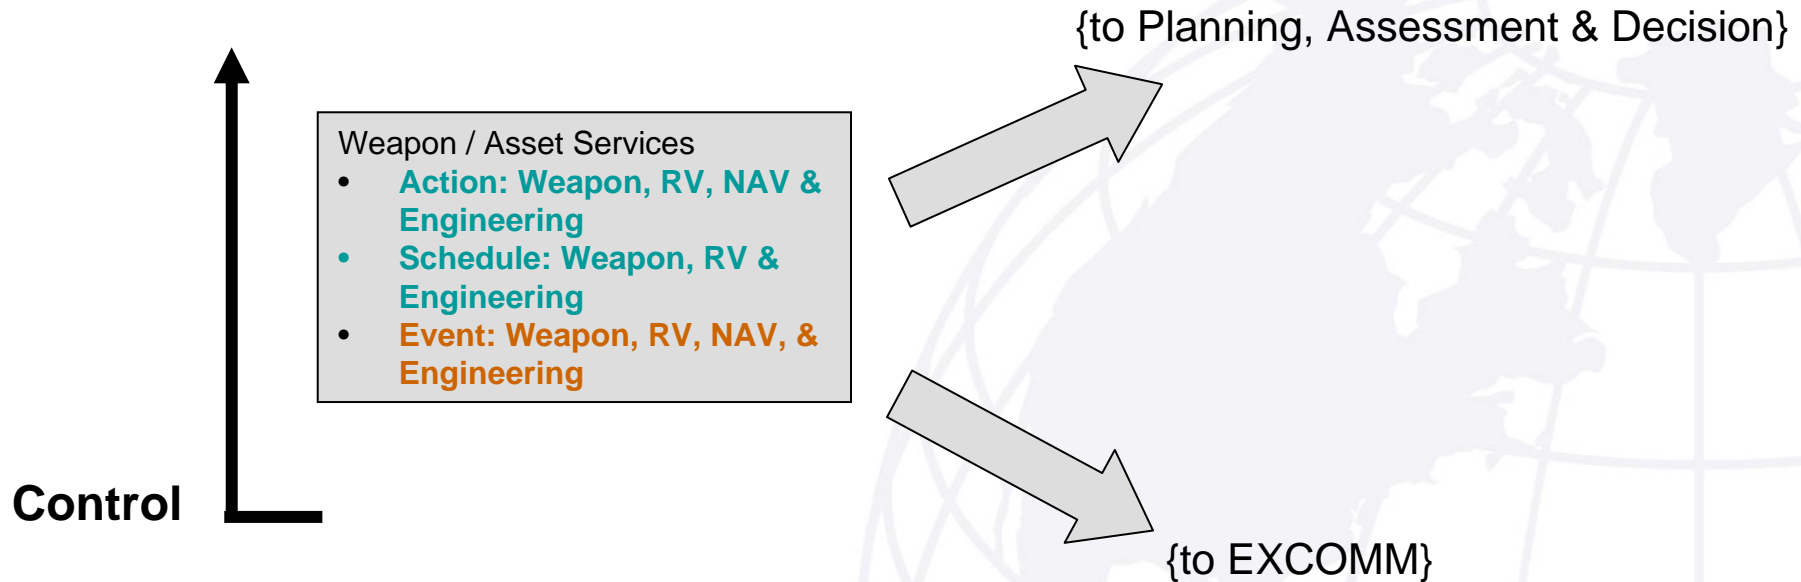 {to Planning, Assessment & Decision}
Weapon / Asset Services
• Action: Weapon, RV, NAV &
Engineering
• Schedule: Weapon, RV &
Engineering
• Event: Weapon, RV, NAV, &
Engineering
Control
{to EXCOMM}